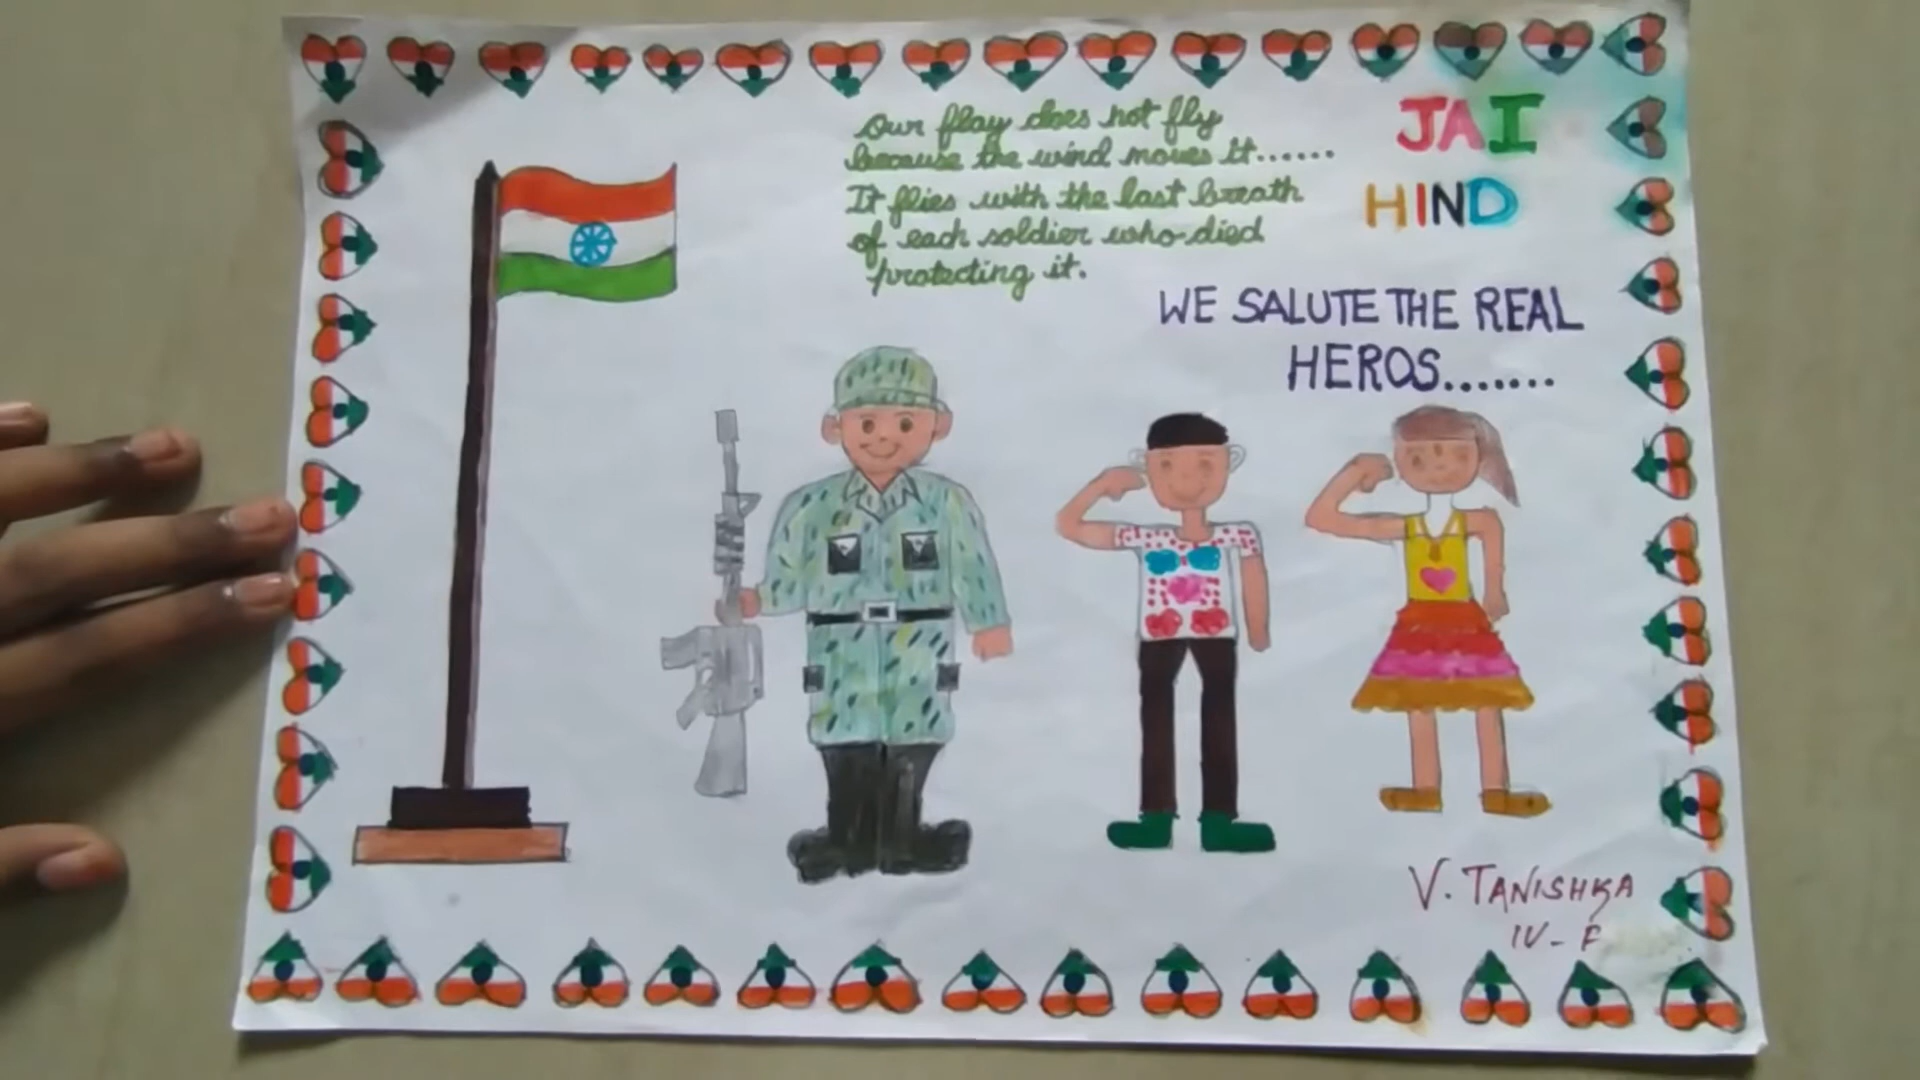 Our flag does not fly
because the wind moves it......
It flies with the last breath
of each soldier who died
protecting it.
JAI
HIND
WE SALUTE THE REAL
HEROS.......
V. TANISHKA
IV - F